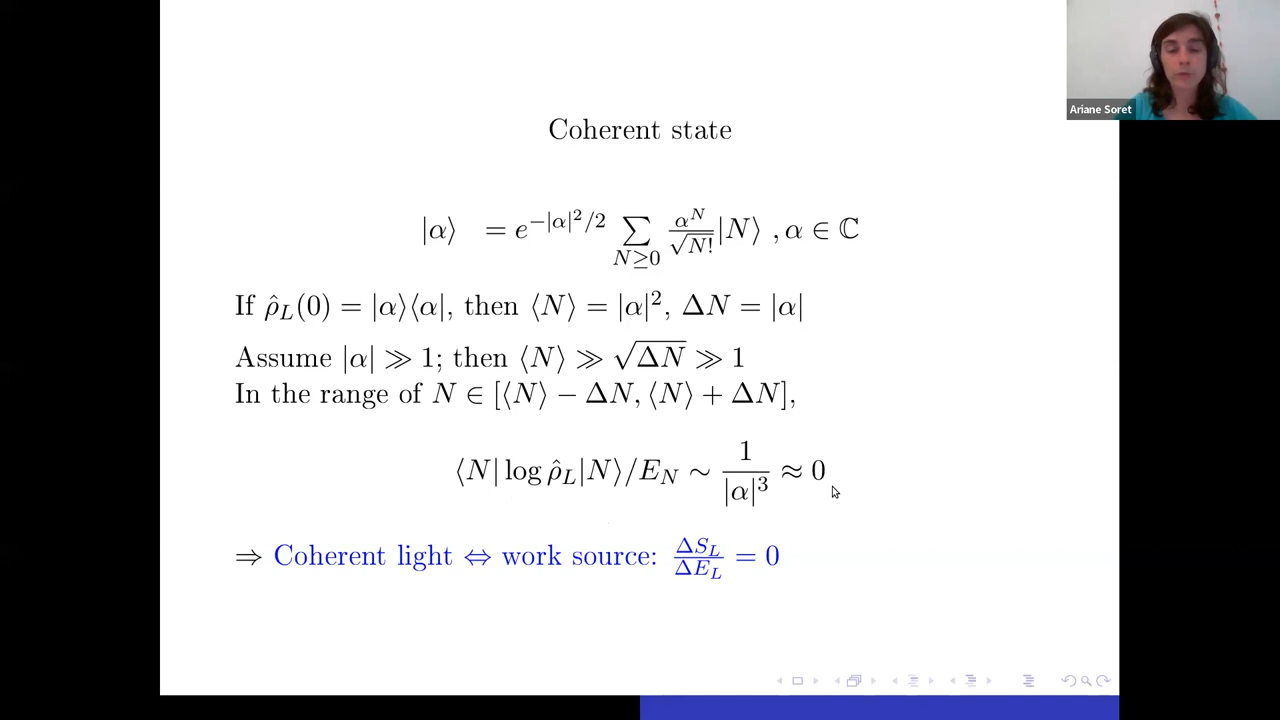 Ariane Soret
Coherent state
|α⟩ = e^{−|α|²/2} ∑_{N≥0} α^N/√N! |N⟩ , α ∈ ℂ
If ρ̂_L(0) = |α⟩⟨α|, then ⟨N⟩ = |α|², ΔN = |α|
Assume |α| ≫ 1; then ⟨N⟩ ≫ √ΔN ≫ 1
In the range of N ∈ [⟨N⟩ − ΔN, ⟨N⟩ + ΔN],
⟨N| log ρ̂_L |N⟩/E_N ∼ 1/|α|³ ≈ 0
⇒ Coherent light ⇔ work source: ΔS_L/ΔE_L = 0